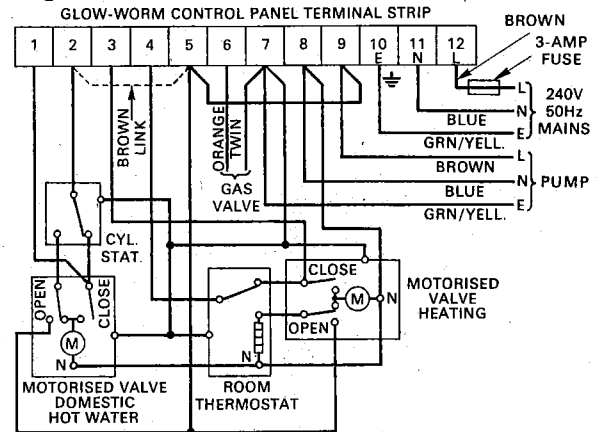 GLOW-WORM CONTROL PANEL TERMINAL STRIP
BROWN
3-AMP
FUSE
1 2 3 4 5 6 7 8 9 10 11 12
E N L
BROWN
LINK
ORANGE
TWIN
GAS
VALVE
BLUE
GRN/YELL.
L
N
E
240V
50Hz
MAINS
BROWN
BLUE
GRN/YELL.
L
N
E
PUMP
CYL.
STAT.
OPEN
CLOSE
M
N
MOTORISED VALVE
DOMESTIC
HOT WATER
N
ROOM
THERMOSTAT
CLOSE
OPEN
M
N
MOTORISED
VALVE
HEATING